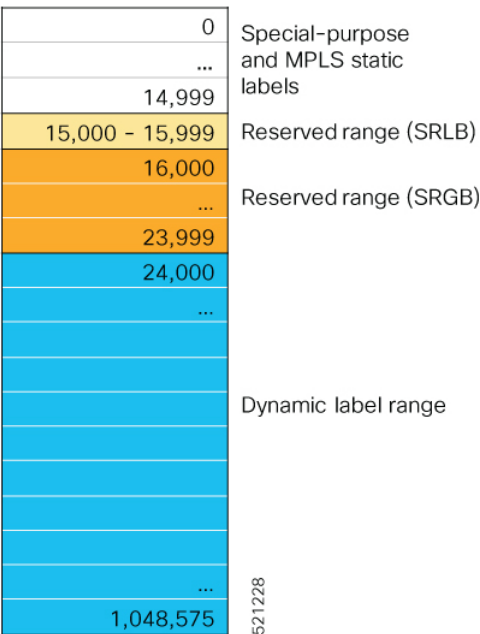 0
...
14,999
Special-purpose
and MPLS static
labels
15,000 - 15,999
Reserved range (SRLB)
16,000
...
23,999
Reserved range (SRGB)
24,000
...
Dynamic label range
...
1,048,575
521228